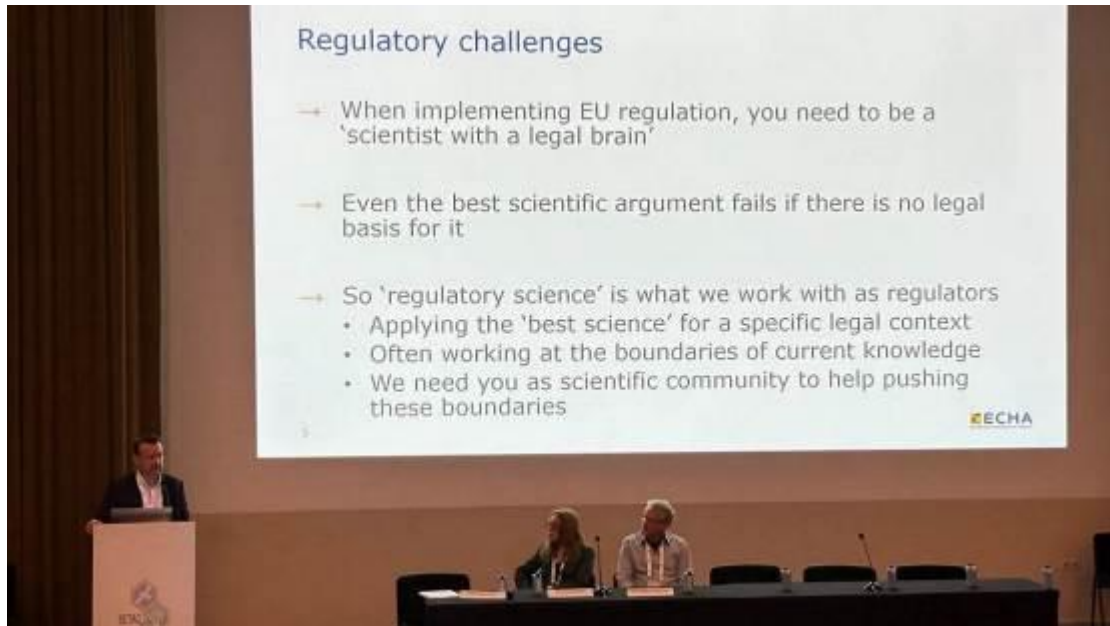 Regulatory challenges
→ When implementing EU regulation, you need to be a
'scientist with a legal brain'
→ Even the best scientific argument fails if there is no legal
basis for it
→ So 'regulatory science' is what we work with as regulators
• Applying the 'best science' for a specific legal context
• Often working at the boundaries of current knowledge
• We need you as scientific community to help pushing
these boundaries
ECHA